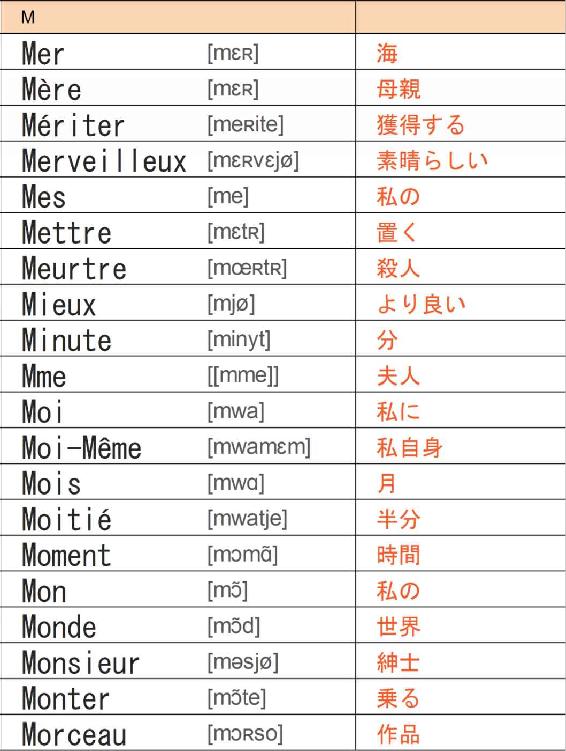 M
Mer [mɛʀ] 海
Mère [mɛʀ] 母親
Mériter [meʀite] 獲得する
Merveilleux [mɛʀvɛjø] 素晴らしい
Mes [me] 私の
Mettre [mɛtʀ] 置く
Meurtre [mœʀtʀ] 殺人
Mieux [mjø] より良い
Minute [minyt] 分
Mme [[mme]] 夫人
Moi [mwa] 私に
Moi-Même [mwamɛm] 私自身
Mois [mwɑ] 月
Moitié [mwatje] 半分
Moment [mɔmɑ̃] 時間
Mon [mɔ̃] 私の
Monde [mɔ̃d] 世界
Monsieur [məsjø] 紳士
Monter [mɔ̃te] 乗る
Morceau [mɔʀso] 作品